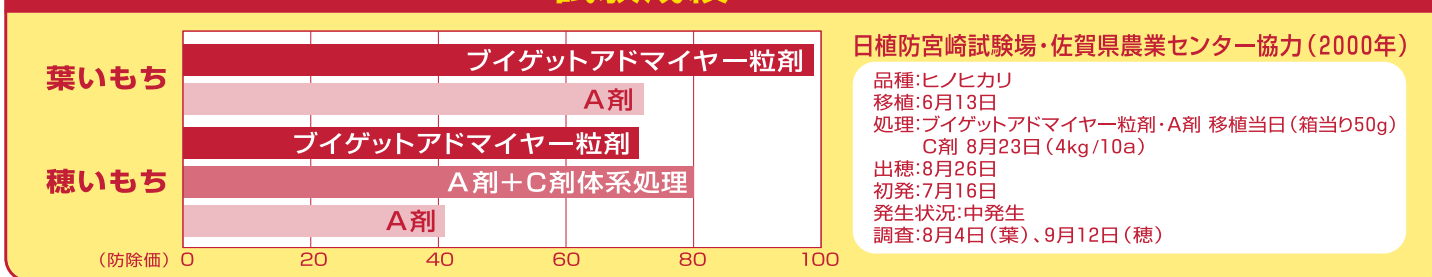 葉いもち
ブイゲットアドマイヤー粒剤
A剤
穂いもち
ブイゲットアドマイヤー粒剤
A剤+C剤体系処理
A剤
(防除価) 0 20 40 60 80 100
日植防宮崎試験場・佐賀県農業センター協力(2000年)
品種:ヒノヒカリ
移植:6月13日
処理:ブイゲットアドマイヤー粒剤・A剤 移植当日(箱当り50g)
C剤 8月23日(4kg/10a)
出穂:8月26日
初発:7月16日
発生状況:中発生
調査:8月4日(葉)、9月12日(穂)